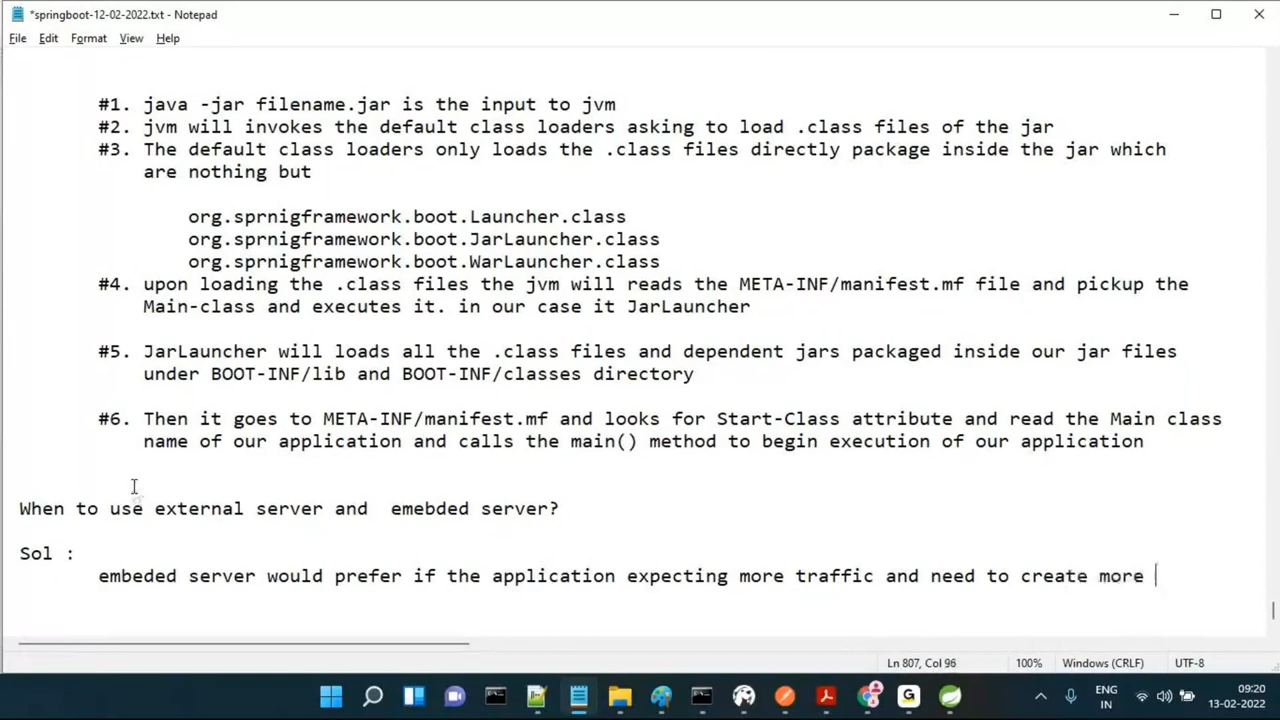 *springboot-12-02-2022.txt - Notepad
File Edit Format View Help
#1. java -jar filename.jar is the input to jvm
#2. jvm will invokes the default class loaders asking to load .class files of the jar
#3. The default class loaders only loads the .class files directly package inside the jar which
are nothing but
org.sprnigframework.boot.Launcher.class
org.sprnigframework.boot.JarLauncher.class
org.sprnigframework.boot.WarLauncher.class
#4. upon loading the .class files the jvm will reads the META-INF/manifest.mf file and pickup the
Main-class and executes it. in our case it JarLauncher
#5. JarLauncher will loads all the .class files and dependent jars packaged inside our jar files
under BOOT-INF/lib and BOOT-INF/classes directory
#6. Then it goes to META-INF/manifest.mf and looks for Start-Class attribute and read the Main class
name of our application and calls the main() method to begin execution of our application
When to use external server and emebded server?
Sol :
embeded server would prefer if the application expecting more traffic and need to create more
Ln 807, Col 96 100% Windows (CRLF) UTF-8
ENG
IN
09:20
13-02-2022